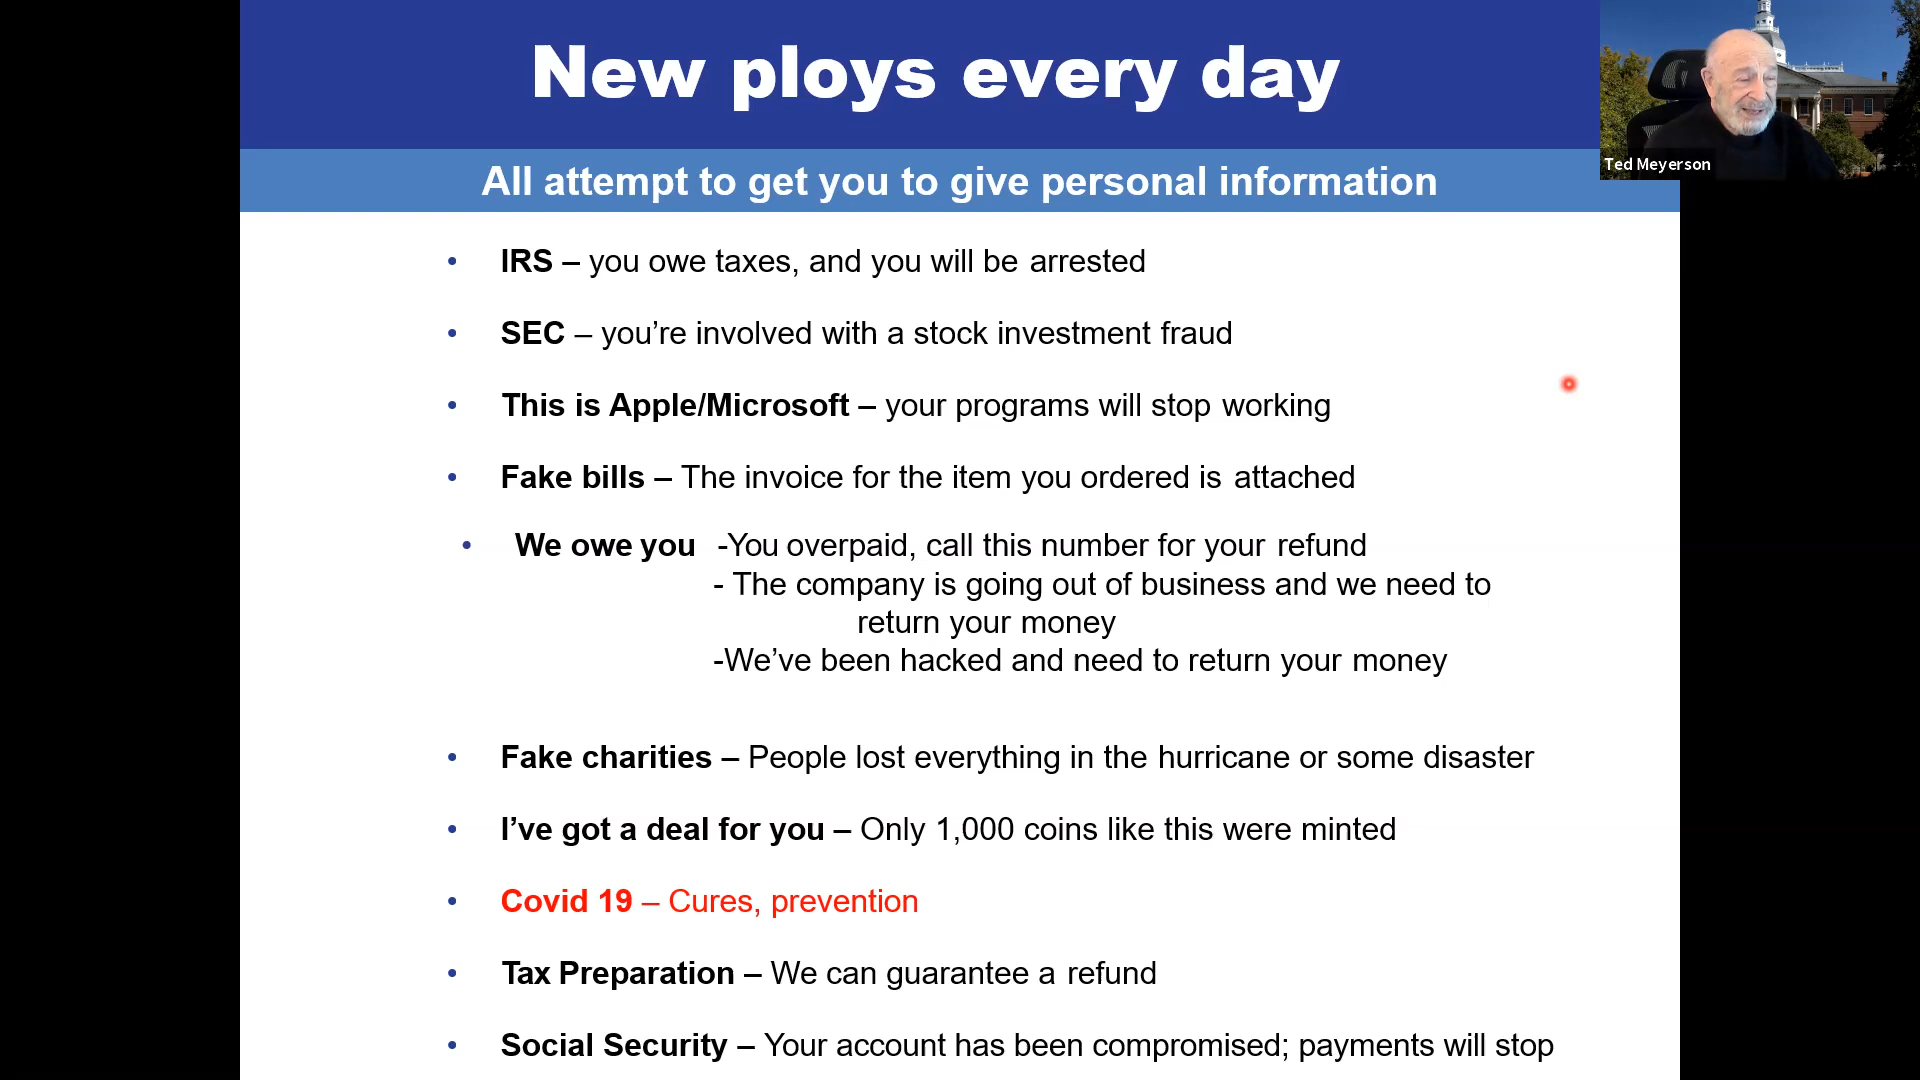 New ploys every day
All attempt to get you to give personal information
Ted Meyerson
• IRS – you owe taxes, and you will be arrested
• SEC – you’re involved with a stock investment fraud
• This is Apple/Microsoft – your programs will stop working
• Fake bills – The invoice for the item you ordered is attached
• We owe you -You overpaid, call this number for your refund
- The company is going out of business and we need to
return your money
-We’ve been hacked and need to return your money
• Fake charities – People lost everything in the hurricane or some disaster
• I’ve got a deal for you – Only 1,000 coins like this were minted
• Covid 19 – Cures, prevention
• Tax Preparation – We can guarantee a refund
• Social Security – Your account has been compromised; payments will stop